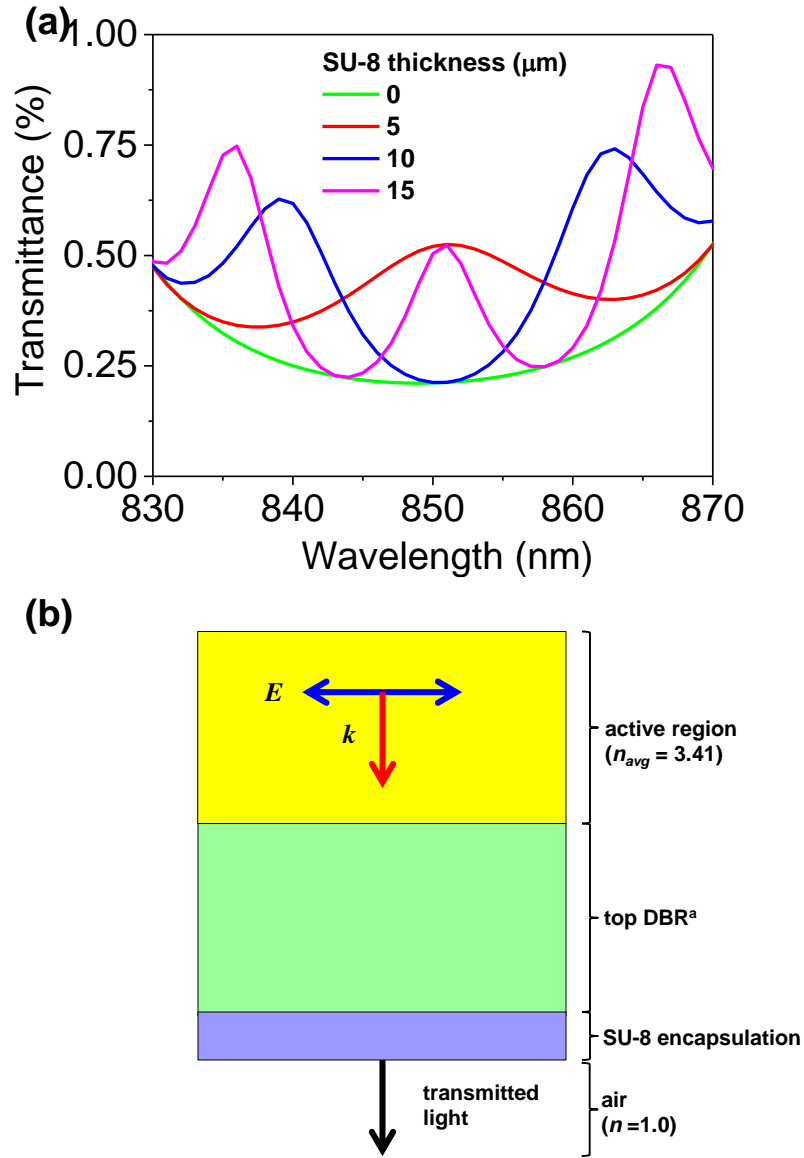 (a)
1.00
0.75
0.50
0.25
0.00
Transmittance (%)
SU-8 thickness (μm)
0
5
10
15
830 840 850 860 870
Wavelength (nm)
(b)
E
k
active region
(navg = 3.41)
top DBRa
SU-8 encapsulation
transmitted
light
air
(n =1.0)